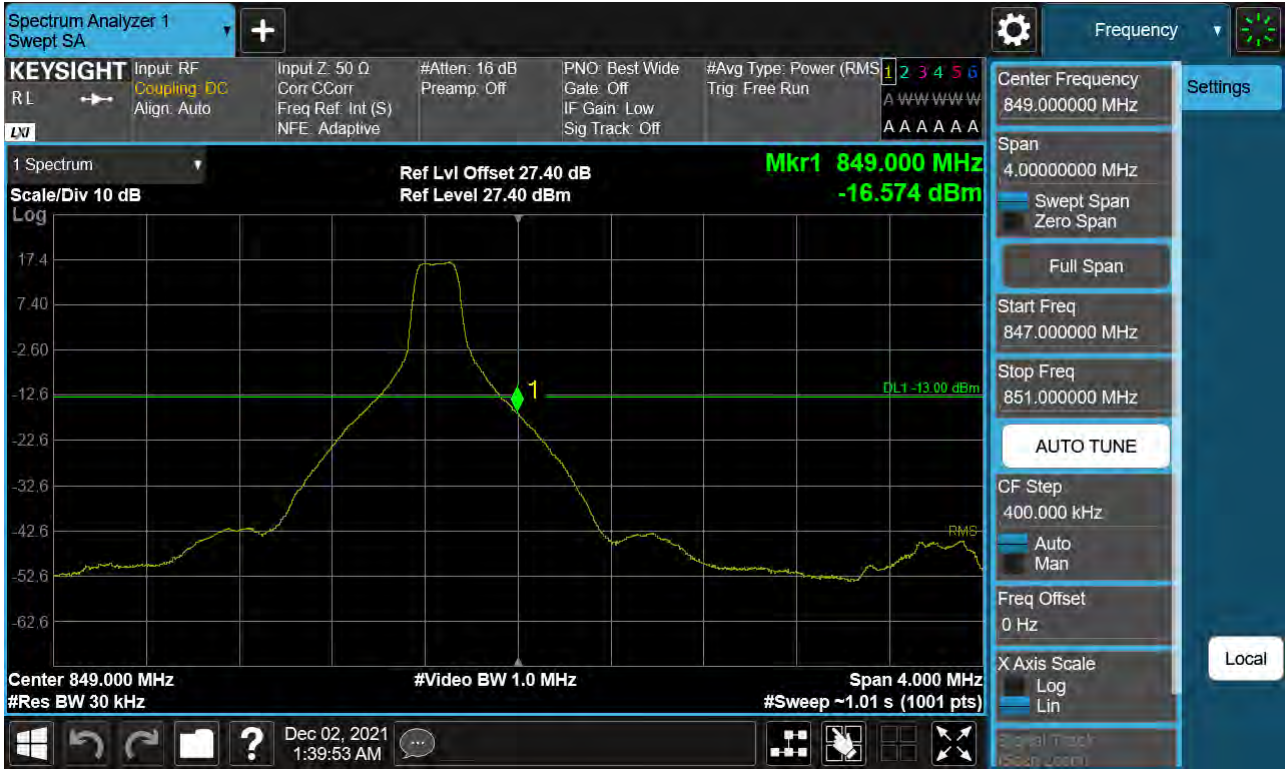 Spectrum Analyzer 1
Swept SA
Frequency
KEYSIGHT
RL
LXI
Input: RF
Coupling: DC
Align: Auto
Input Z: 50 Ω
Corr CCorr
Freq Ref: Int (S)
NFE: Adaptive
#Atten: 16 dB
Preamp: Off
PNO: Best Wide
Gate: Off
IF Gain: Low
Sig Track: Off
#Avg Type: Power (RMS
Trig: Free Run
1 2 3 4 5 6
A W W W W W
A A A A A A
1 Spectrum
Scale/Div 10 dB
Ref Lvl Offset 27.40 dB
Ref Level 27.40 dBm
Mkr1 849.000 MHz
-16.574 dBm
Log
17.4
7.40
-2.60
-12.6
-22.6
-32.6
-42.6
-52.6
-62.6
1
DL1 -13.00 dBm
RMS
Center 849.000 MHz
#Video BW 1.0 MHz
Span 4.000 MHz
#Res BW 30 kHz
#Sweep ~1.01 s (1001 pts)
Center Frequency
849.000000 MHz
Settings
Span
4.00000000 MHz
Swept Span
Zero Span
Full Span
Start Freq
847.000000 MHz
Stop Freq
851.000000 MHz
AUTO TUNE
CF Step
400.000 kHz
Auto
Man
Freq Offset
0 Hz
X Axis Scale
Log
Lin
Signal Track
(Span Zoom)
Local
?
Dec 02, 2021
1:39:53 AM